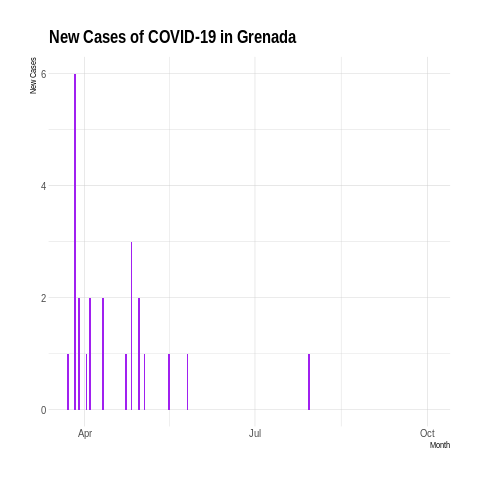 New Cases of COVID-19 in Grenada
New Cases
6
4
2
0
Apr
Jul
Oct
Month